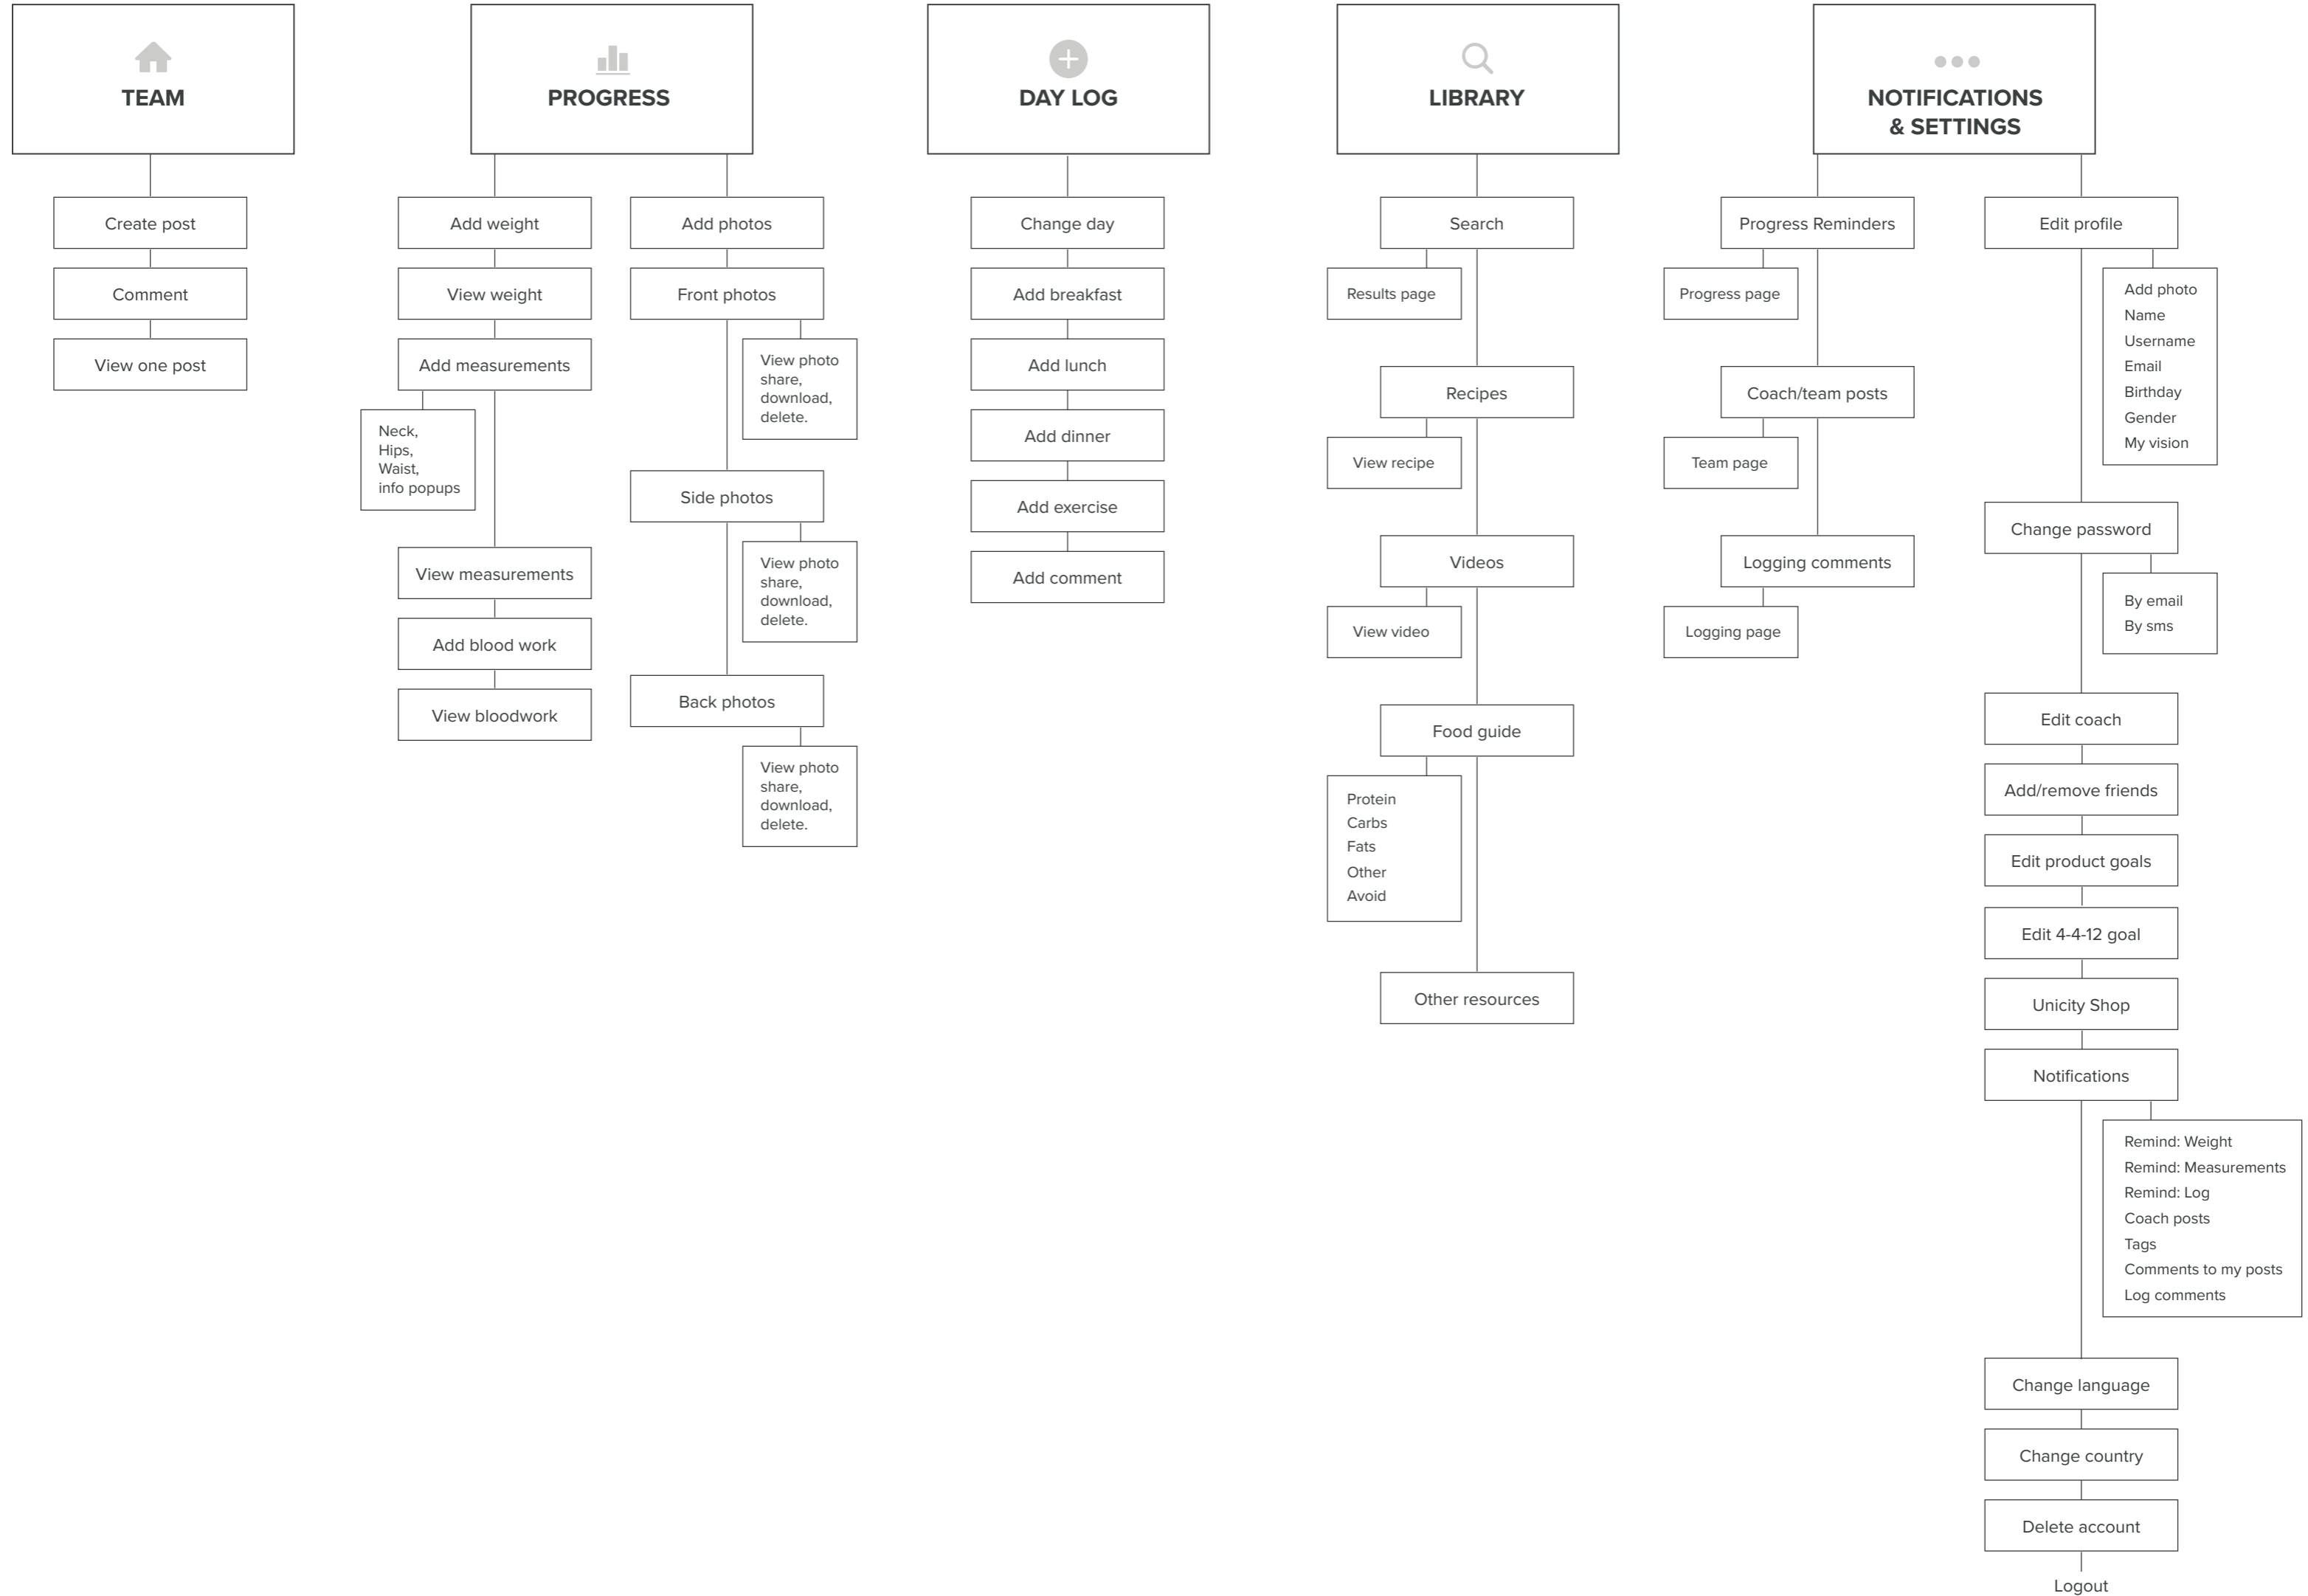 TEAM
Create post
Comment
View one post
PROGRESS
Add weight
View weight
Add measurements
Neck,
Hips,
Waist,
info popups
View measurements
Add blood work
View bloodwork
Add photos
Front photos
View photo
share,
download,
delete.
Side photos
View photo
share,
download,
delete.
Back photos
View photo
share,
download,
delete.
DAY LOG
Change day
Add breakfast
Add lunch
Add dinner
Add exercise
Add comment
LIBRARY
Search
Results page
Recipes
View recipe
Videos
View video
Food guide
Protein
Carbs
Fats
Other
Avoid
Other resources
NOTIFICATIONS
& SETTINGS
Progress Reminders
Progress page
Coach/team posts
Team page
Logging comments
Logging page
Edit profile
Add photo
Name
Username
Email
Birthday
Gender
My vision
Change password
By email
By sms
Edit coach
Add/remove friends
Edit product goals
Edit 4-4-12 goal
Unicity Shop
Notifications
Remind: Weight
Remind: Measurements
Remind: Log
Coach posts
Tags
Comments to my posts
Log comments
Change language
Change country
Delete account
Logout